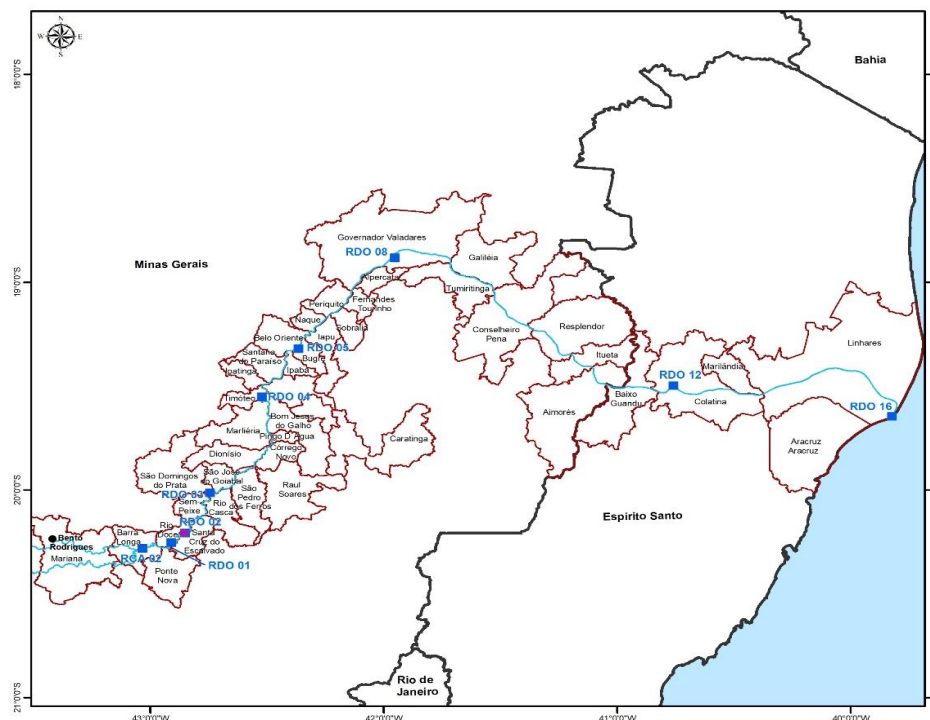 N
W
E
S
Bahia
18°0'0"S
Governador Valadares
RDO 08
Galiléia
Minas Gerais
Alpercata
19°0'0"S
Tumiritinga
Periquito
Fernandes
Tourinho
Naque
Sobrália
Conselheiro
Pena
Resplendor
Belo Oriente
Iapu
Linhares
RDO 05
Bugre
Santana
do Paraíso
Itueta
Ipatinga
Ipaba
Marilândia
RDO 12
Timóteo
RDO 04
Baixo
Guandu
Colatina
Aimorés
RDO 16
Bom Jesus
do Galho
Marliéria
Pingo D'Água
Caratinga
Aracruz
Aracruz
Córrego
Novo
Dionísio
São Domingos
do Prata
São José
do Goiabal
Raul
Soares
São
Pedro
dos Ferros
20°0'0"S
RDO 03
Sem
Peixe
Rio
Casca
Espírito Santo
RDO 02
Rio
Doce
Santa
Cruz do
Escalvado
Barra
Longa
Bento
Rodrigues
Mariana
RCA 02
RDO 01
Ponte
Nova
Rio de
Janeiro
21°0'0"S
43°0'0"W
42°0'0"W
41°0'0"W
40°0'0"W